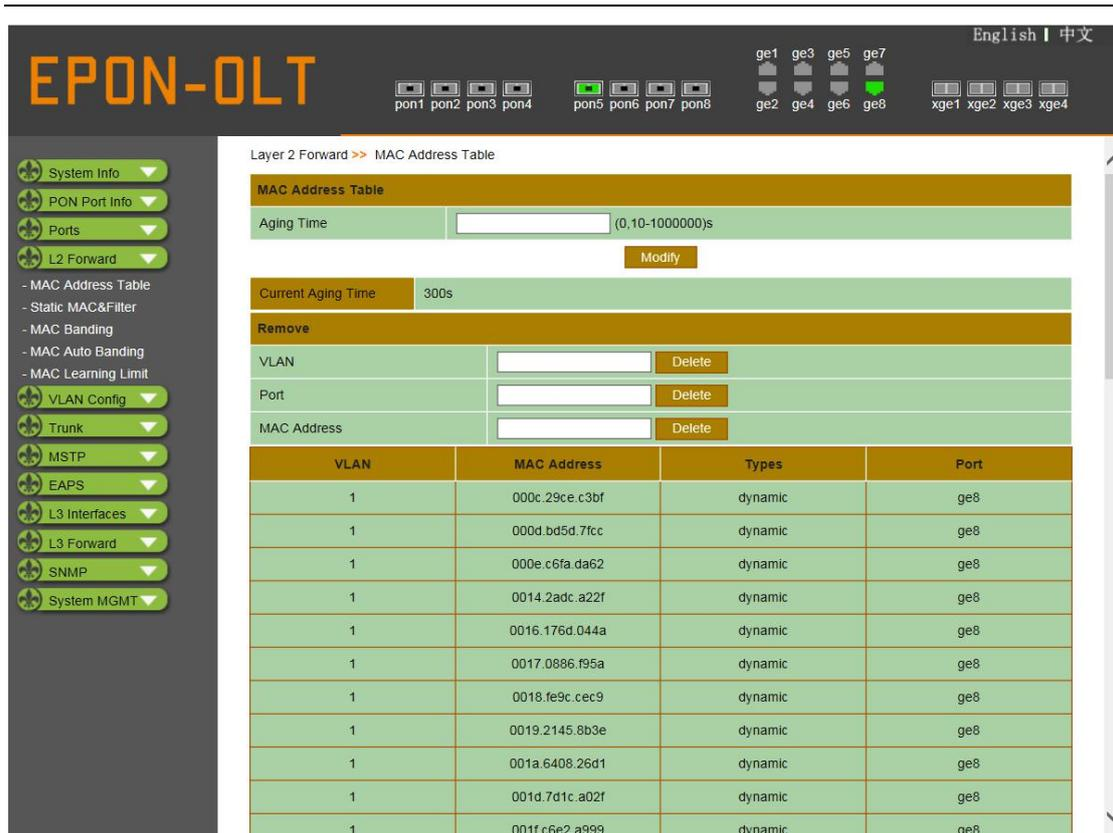 English | 中文
EPON-OLT
ge1 ge3 ge5 ge7
pon1 pon2 pon3 pon4 pon5 pon6 pon7 pon8 ge2 ge4 ge6 ge8 xge1 xge2 xge3 xge4
System Info
PON Port Info
Ports
L2 Forward
- MAC Address Table
- Static MAC&Filter
- MAC Banding
- MAC Auto Banding
- MAC Learning Limit
VLAN Config
Trunk
MSTP
EAPS
L3 Interfaces
L3 Forward
SNMP
System MGMT
Layer 2 Forward >> MAC Address Table
MAC Address Table
Aging Time (0,10-1000000)s
Modify
Current Aging Time 300s
Remove
VLAN Delete
Port Delete
MAC Address Delete
VLAN MAC Address Types Port
1 000c.29ce.c3bf dynamic ge8
1 000d.bd5d.7fcc dynamic ge8
1 000e.c6fa.da62 dynamic ge8
1 0014.2adc.a22f dynamic ge8
1 0016.176d.044a dynamic ge8
1 0017.0886.f95a dynamic ge8
1 0018.fe9c.cec9 dynamic ge8
1 0019.2145.8b3e dynamic ge8
1 001a.6408.26d1 dynamic ge8
1 001d.7d1c.a02f dynamic ge8
1 001f.c6e2.a999 dynamic ge8